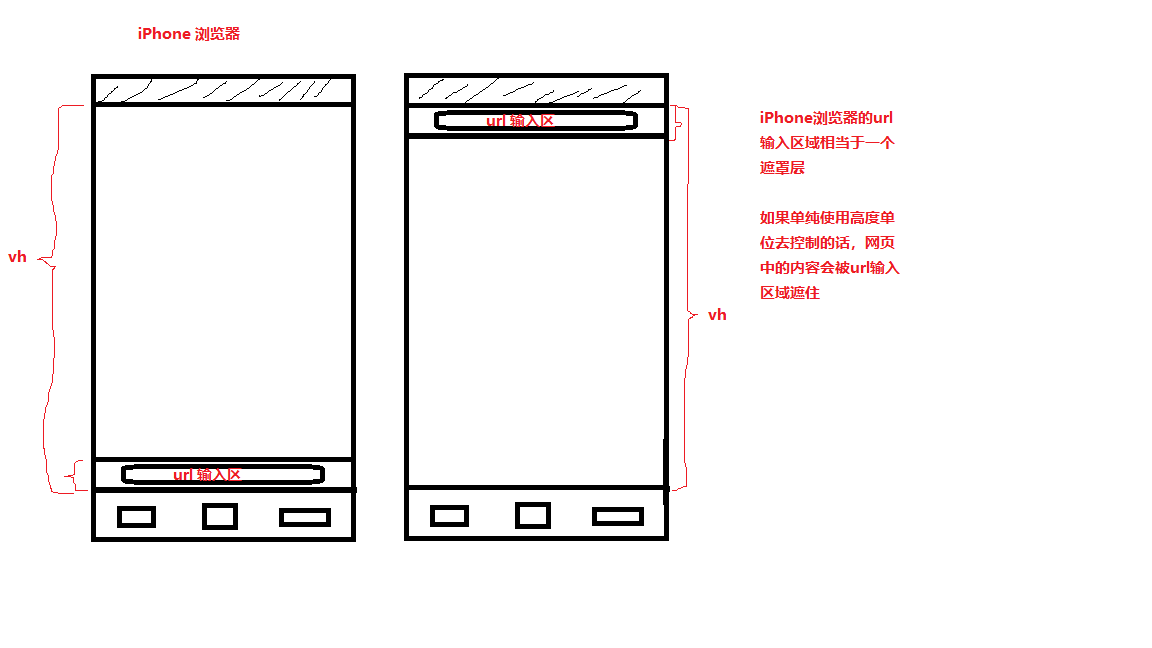 iPhone 浏览器
url 输入区
iPhone浏览器的url
输入区域相当于一个
遮罩层
如果单纯使用高度单
位去控制的话，网页
中的内容会被url输入
区域遮住
vh
vh
url 输入区